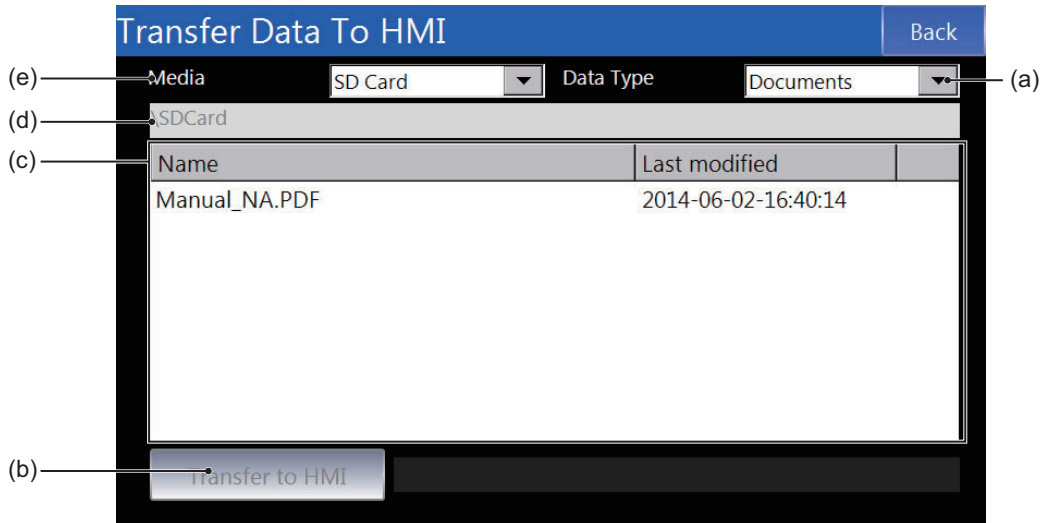 Transfer Data To HMI Back
(e) Media SD Card Data Type Documents (a)
(d) \SDCard
(c) Name Last modified
Manual_NA.PDF 2014-06-02-16:40:14
(b) Transfer to HMI